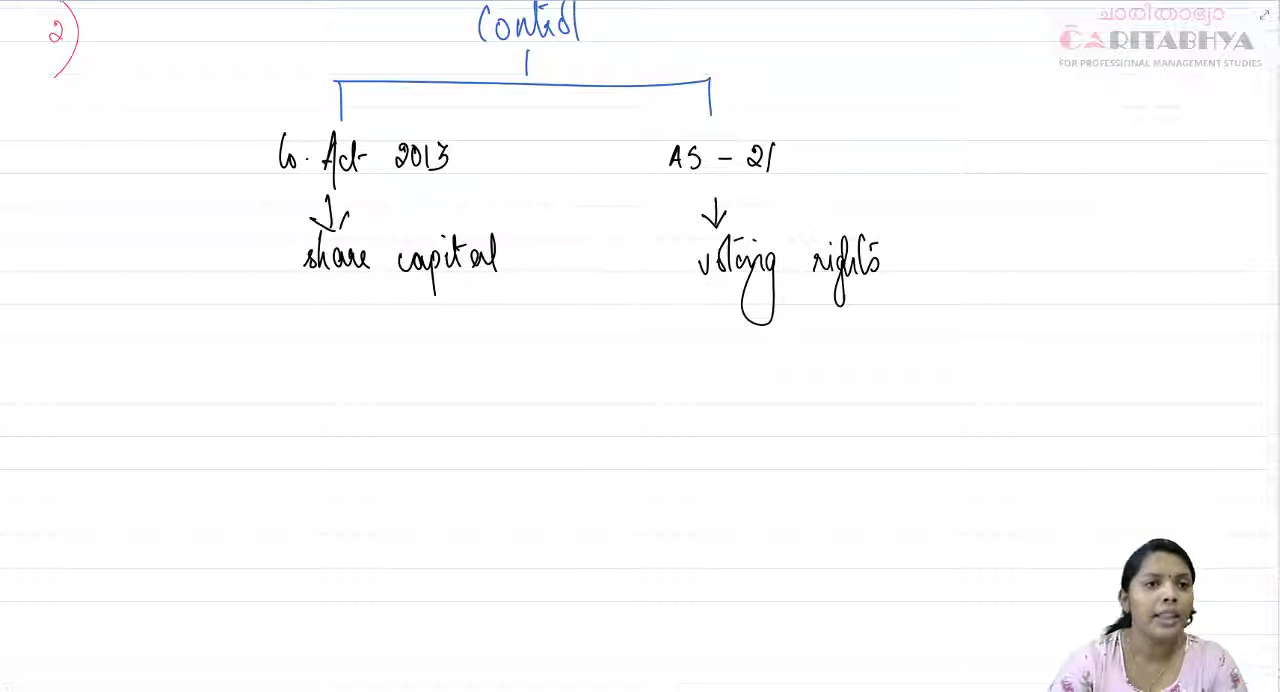 2)
Control
ചാരിതാഭ്യാ
CARITABHYA
FOR PROFESSIONAL MANAGEMENT STUDIES
Co. Act 2013
AS - 21
share capital
voting rights